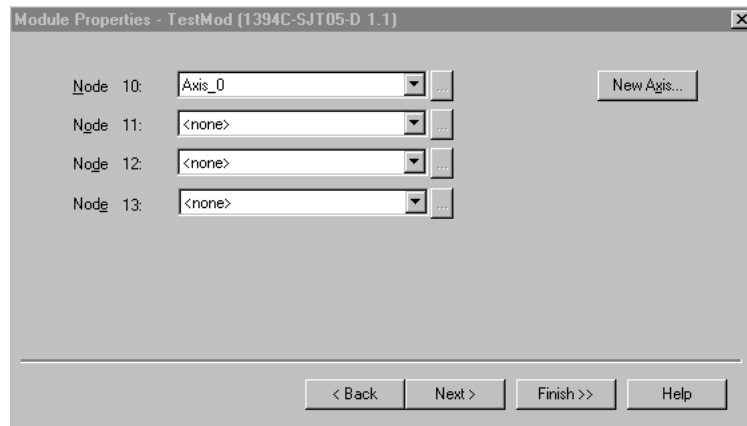 Module Properties - TestMod (1394C-SJT05-D 1.1)
Node 10: Axis_0 ... New Axis...
Node 11: <none> ...
Node 12: <none> ...
Node 13: <none> ...
< Back Next > Finish >> Help